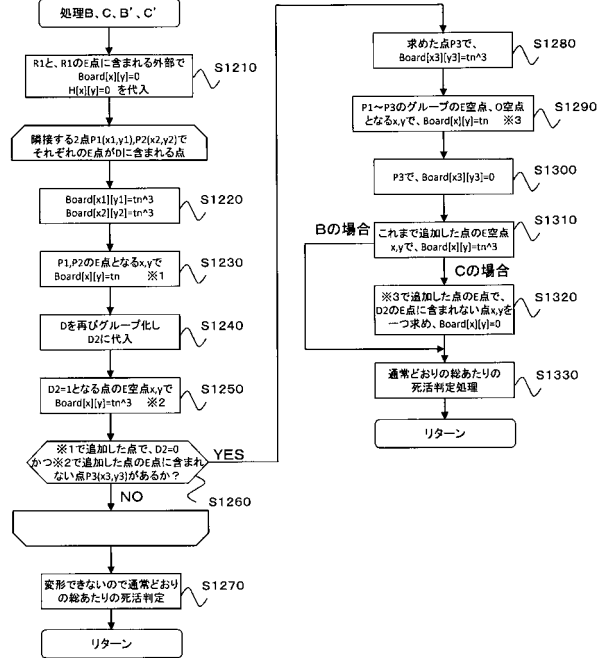 処理B、C、B'、C'
R1と、R1のE点に含まれる外部で
Board[x][y]=0
H[x][y]=0 を代入
S1210
隣接する2点P1(x1,y1),P2(x2,y2)で
それぞれのE点がDに含まれる点
Board[x1][y1]=tn^3
Board[x2][y2]=tn^3
S1220
P1,P2のE点となるx,yで
Board[x][y]=tn ※1
S1230
Dを再びグループ化し
D2に代入
S1240
D2=1となる点のE空点x,yで
Board[x][y]=tn^3 ※2
S1250
※1で追加した点で、D2=0
かつ※2で追加した点のE点に含まれ
ない点P3(x3,y3)があるか？
YES
NO
S1260
変形できないので通常どおり
の総あたりの死活判定
S1270
リターン
求めた点P3で、
Board[x3][y3]=tn^3
S1280
P1～P3のグループのE空点、O空点
となるx,yで、Board[x][y]=tn ※3
S1290
P3で、Board[x3][y3]=0
S1300
Bの場合
これまで追加した点のE空点
x,yで、Board[x][y]=tn^3
S1310
Cの場合
※3で追加した点のE点で、
D2のE点に含まれない点x,yを
一つ求め、Board[x][y]=0
S1320
通常どおりの総あたりの
死活判定処理
S1330
リターン